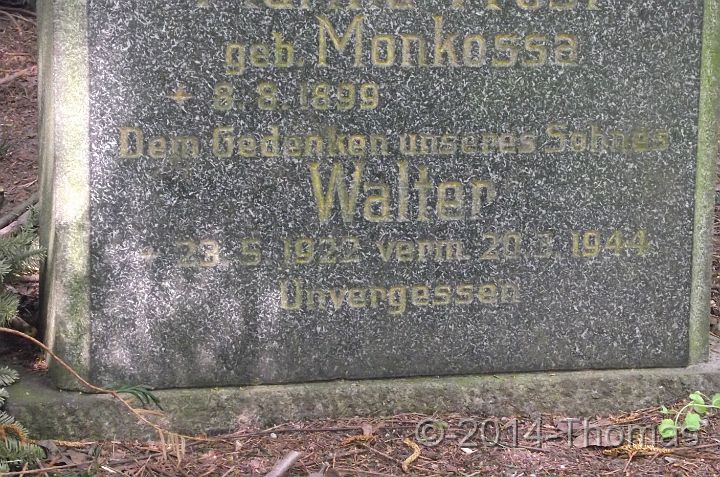 geb. Monkossa
* 8. 8. 1899
Dem Gedenken unseres Sohnes
Walter
* 23. 5. 1922 verm. 20. 3. 1944
Unvergessen
© 2014-Thomas